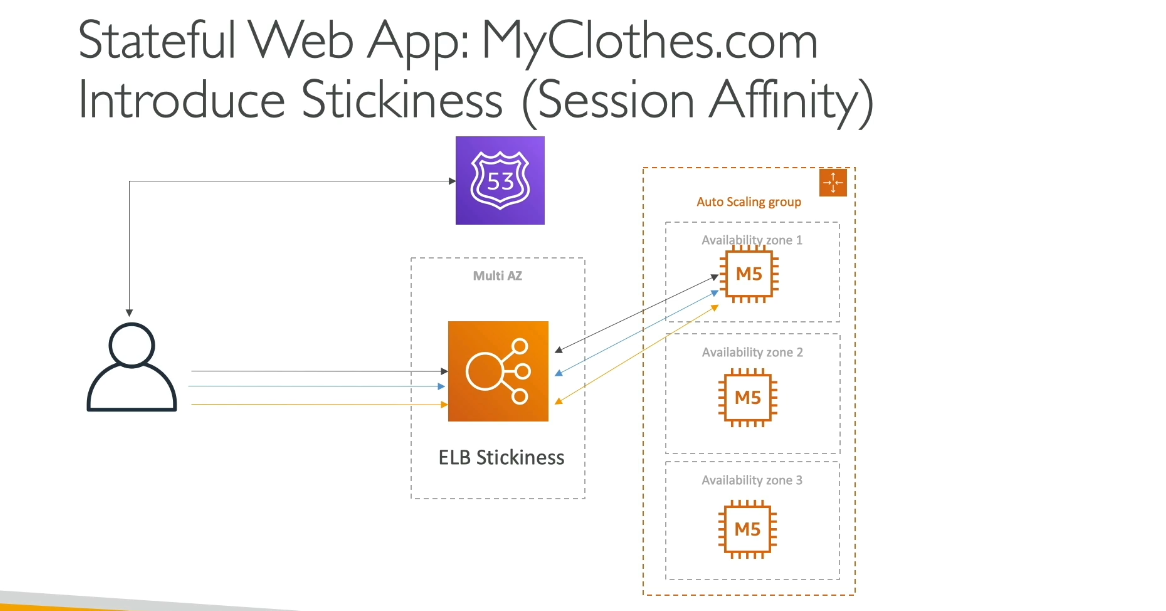 Stateful Web App: MyClothes.com
Introduce Stickiness (Session Affinity)
53
Auto Scaling group
Availability zone 1
M5
Multi AZ
Availability zone 2
M5
ELB Stickiness
Availability zone 3
M5